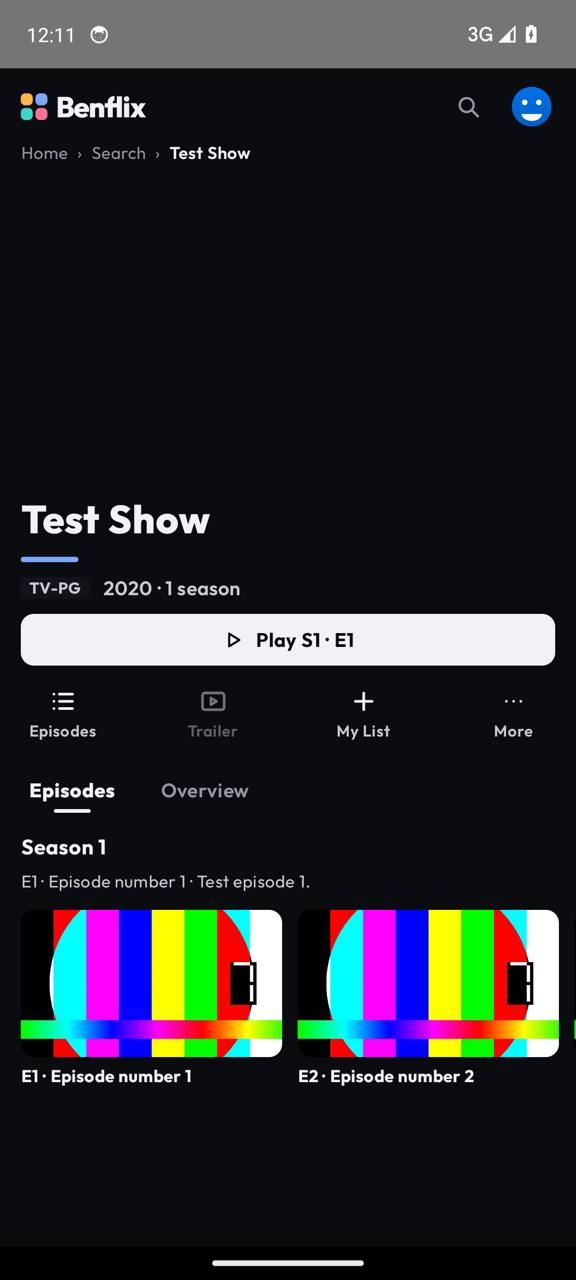 12:11
3G
Benflix
Home › Search › Test Show
Test Show
TV-PG 2020 · 1 season
Play S1 · E1
Episodes Trailer My List More
Episodes Overview
Season 1
E1 · Episode number 1 · Test episode 1.
E1 · Episode number 1
E2 · Episode number 2